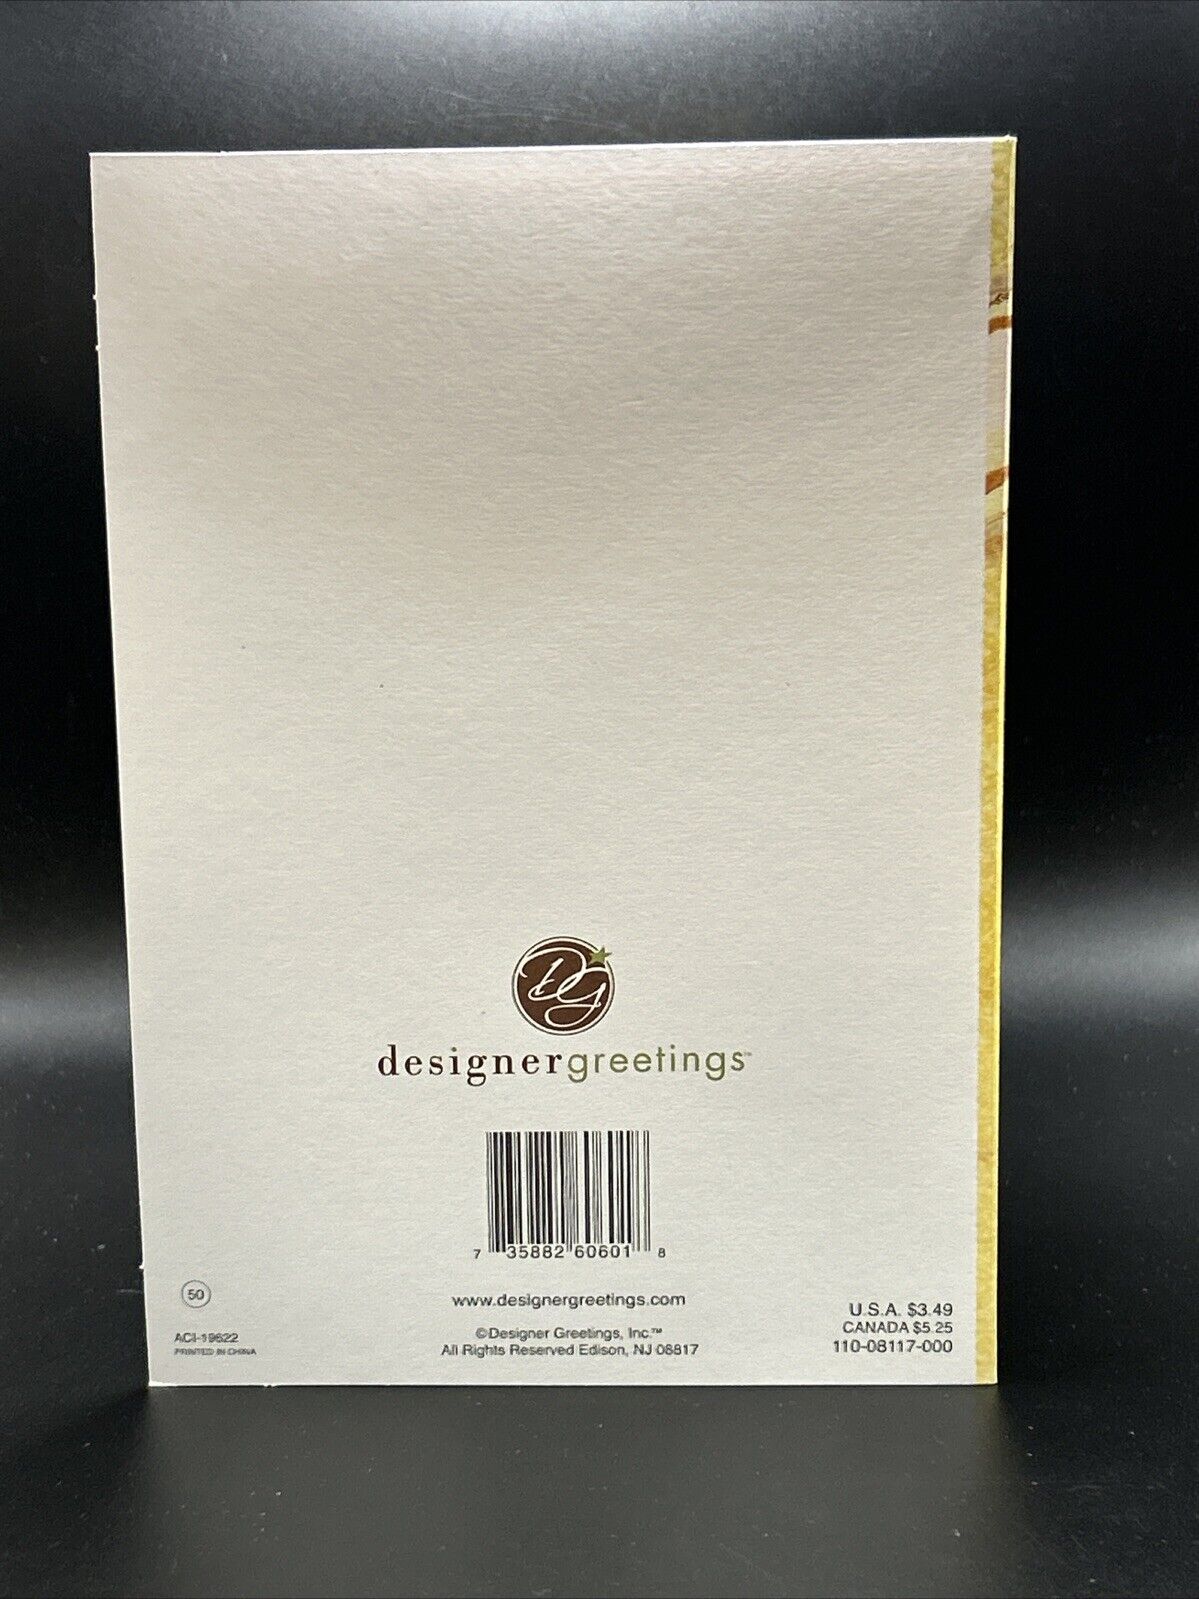 DG
designergreetings™
7 35882 60601 8
50
www.designergreetings.com
ACI-19622
PRINTED IN CHINA
©Designer Greetings, Inc.™
All Rights Reserved Edison, NJ 08817
U.S.A. $3.49
CANADA $5.25
110-08117-000